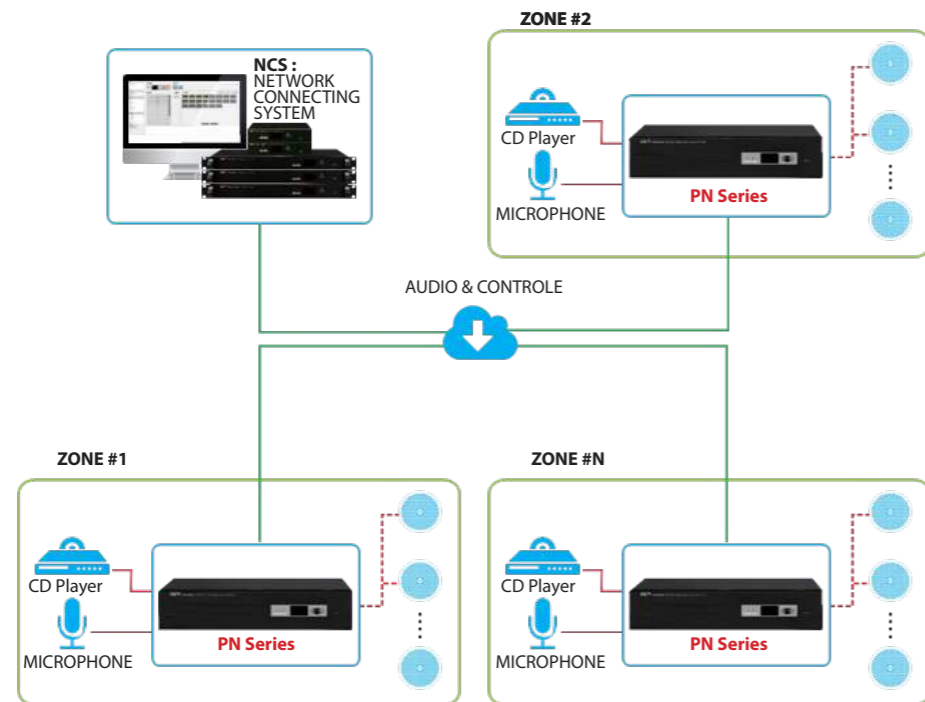 ZONE #2
NCS :
NETWORK
CONNECTING
SYSTEM
CD Player
MICROPHONE
PN Series
AUDIO & CONTROLE
ZONE #1
CD Player
MICROPHONE
PN Series
ZONE #N
CD Player
MICROPHONE
PN Series